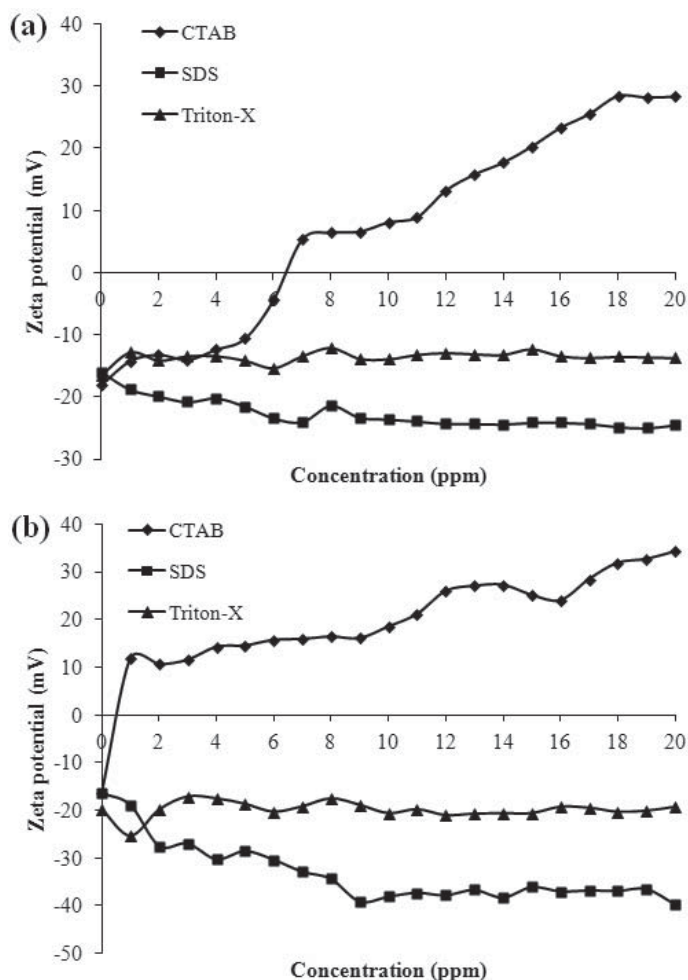 (a)
40
30
20
10
0
-10
-20
-30
Zeta potential (mV)
CTAB
SDS
Triton-X
0 2 4 6 8 10 12 14 16 18 20
Concentration (ppm)
(b)
40
30
20
10
0
-10
-20
-30
-40
-50
Zeta potential (mV)
CTAB
SDS
Triton-X
0 2 4 6 8 10 12 14 16 18 20
Concentration (ppm)